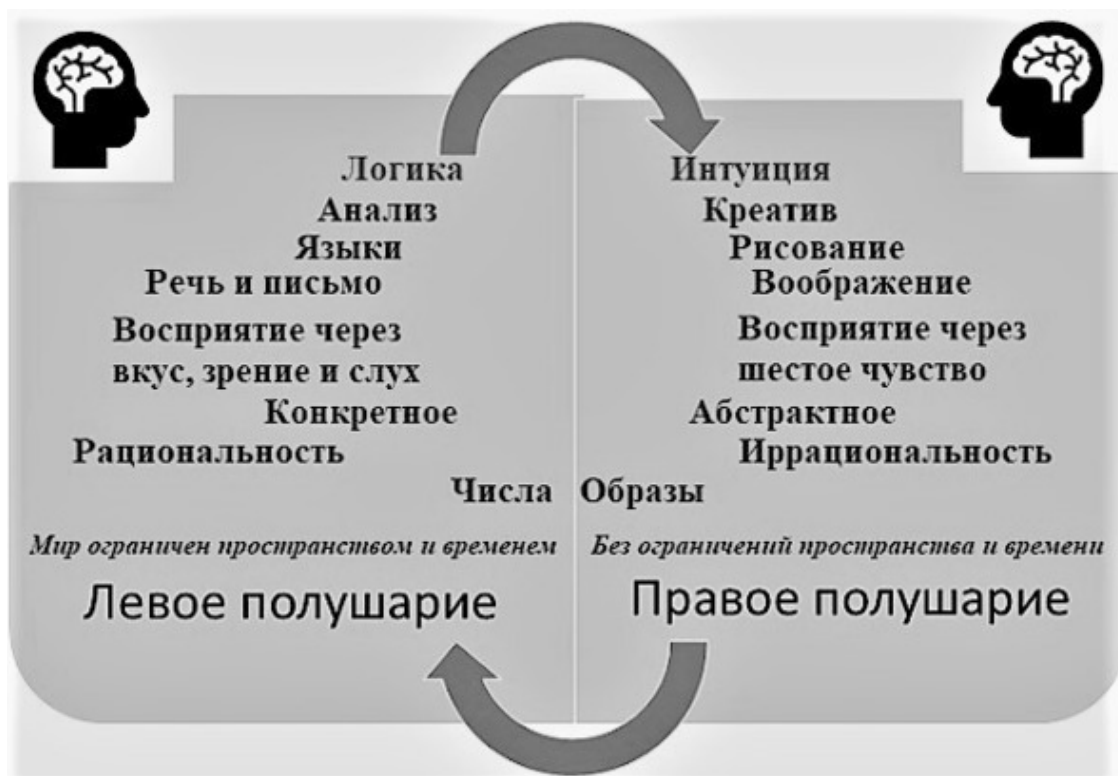 Логика
Анализ
Языки
Речь и письмо
Восприятие через
вкус, зрение и слух
Конкретное
Рациональность
Числа
Мир ограничен пространством и временем
Левое полушарие
Интуиция
Креатив
Рисование
Воображение
Восприятие через
шестое чувство
Абстрактное
Иррациональность
Образы
Без ограничений пространства и времени
Правое полушарие